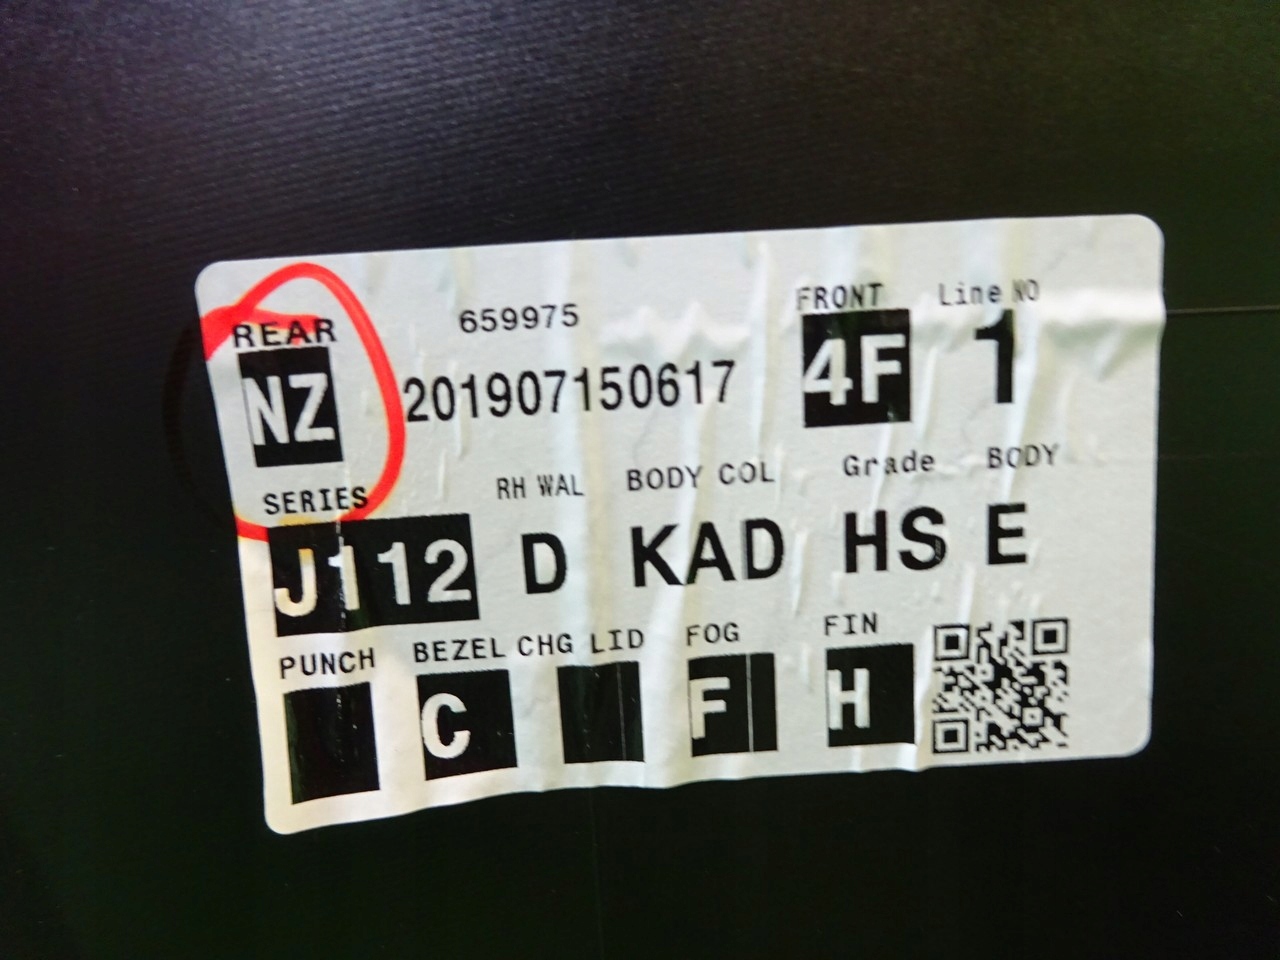 REAR 659975 FRONT Line NO
NZ 201907150617 4F 1
SERIES RH WAL BODY COL Grade BODY
J112 D KAD HS E
PUNCH BEZEL CHG LID FOG FIN
C F H